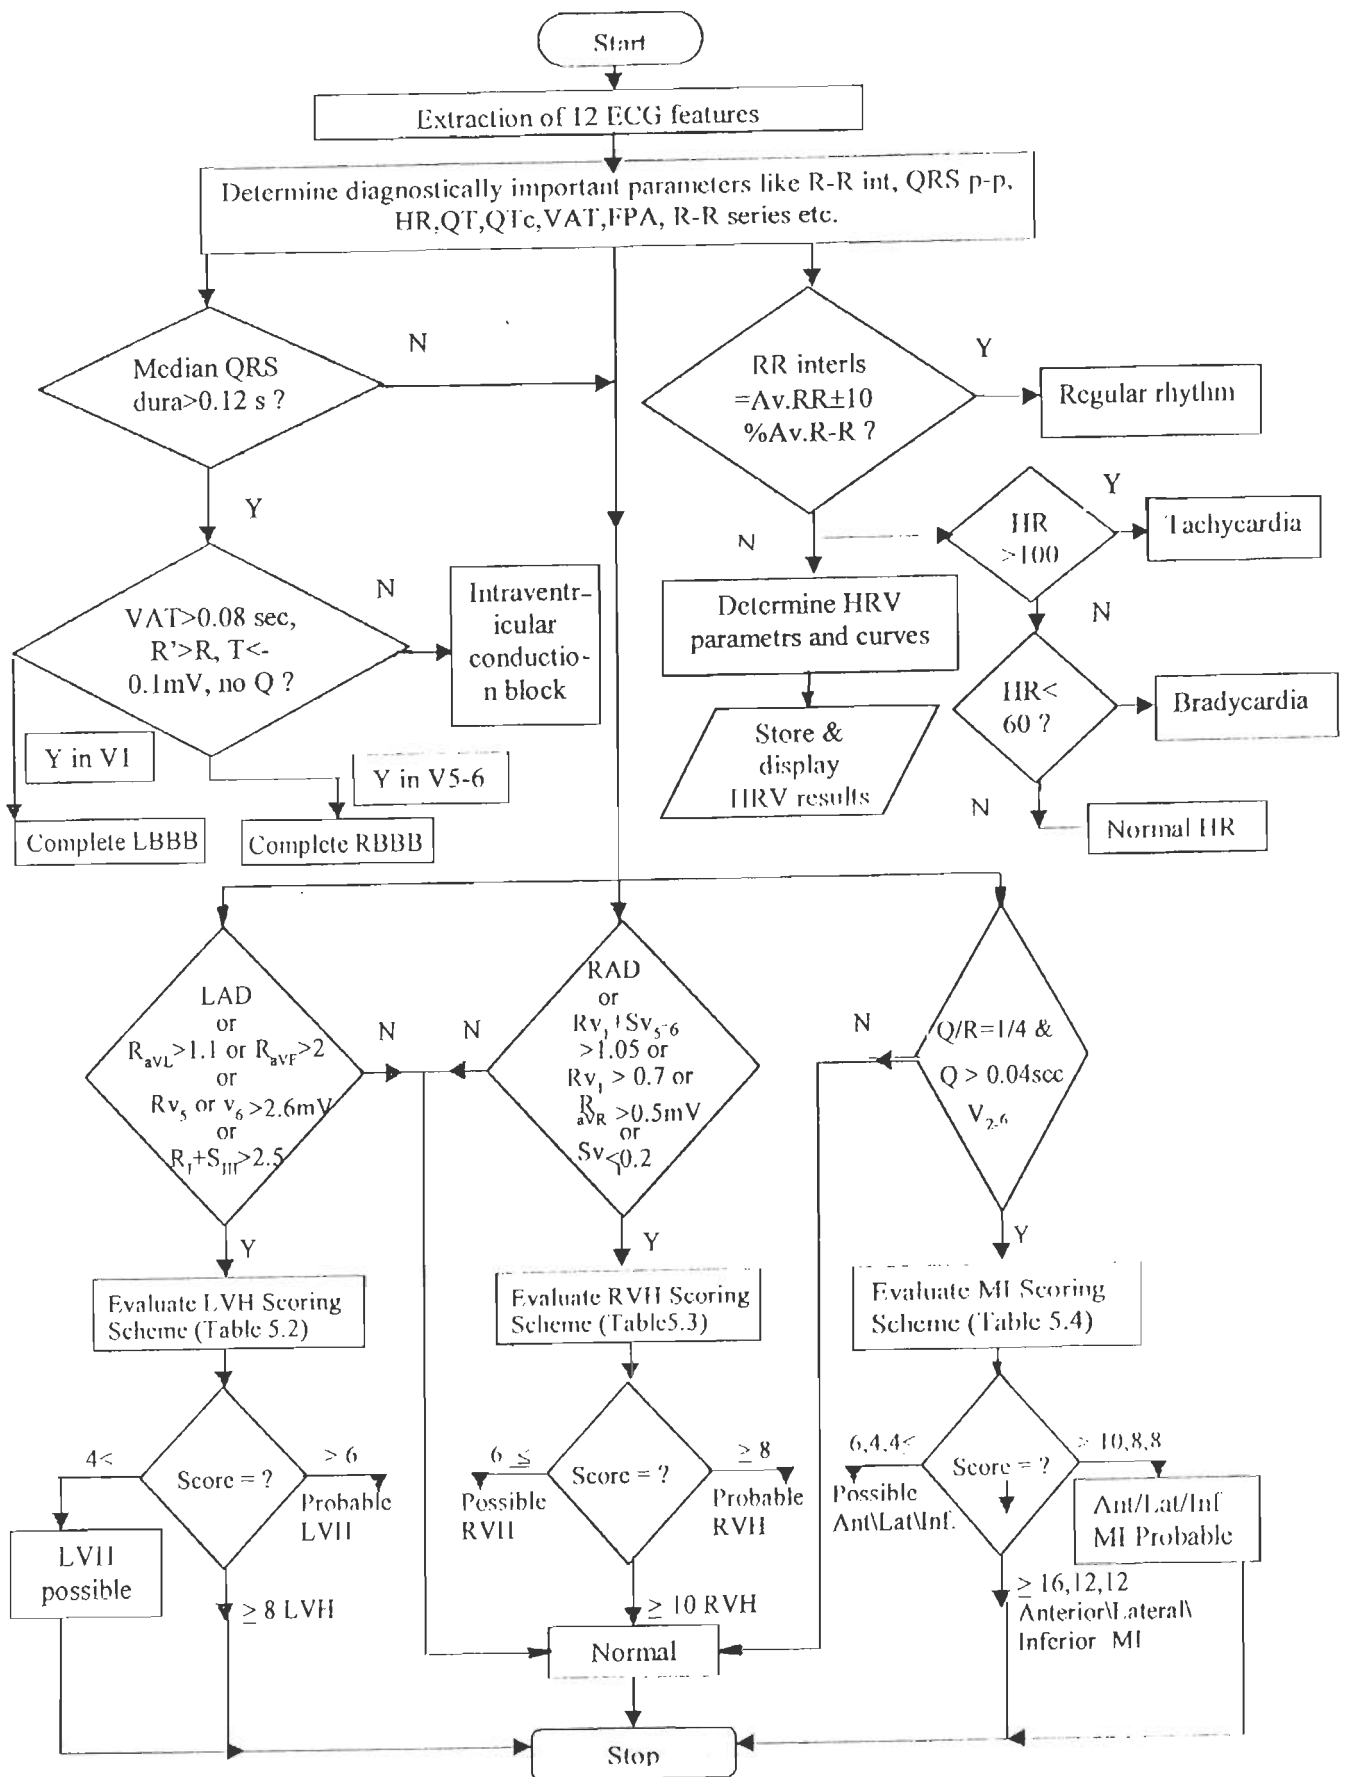 Start
Extraction of 12 ECG features
Determine diagnostically important parameters like R-R int, QRS p-p,
HR,QT,QTc,VAT,FPA, R-R series etc.
Median QRS
dura>0.12 s ?
N
Y
RR interls
=Av.RR±10
%Av.R-R ?
Y
Regular rhythm
N
HR
>100
Y
Tachycardia
N
HR<
60 ?
Bradycardia
N
Normal HR
Determine HRV
parametrs and curves
Store &
display
HRV results
VAT>0.08 sec,
R'>R, T<-
0.1mV, no Q ?
N
Intraventr-
icular
conductio-
n block
Y in V1
Y in V5-6
Complete LBBB
Complete RBBB
LAD
or
RaVL>1.1 or RaVF>2
or
Rv5 or v6 >2.6mV
or
RI+SIII>2.5
N
Y
RAD
or
Rv1+Sv5-6
>1.05 or
Rv1 > 0.7 or
RaVR >0.5mV
or
Sv1<0.2
N
Y
Q/R=1/4 &
Q > 0.04sec
V2-6
N
Y
Evaluate LVH Scoring
Scheme (Table 5.2)
Evaluate RVH Scoring
Scheme (Table5.3)
Evaluate MI Scoring
Scheme (Table 5.4)
4<
Score = ?
> 6
Probable
LVH
LVH
possible
≥ 8 LVH
6 ≤
Score = ?
≥ 8
Possible
RVH
Probable
RVH
≥ 10 RVH
6,4,4<
Score = ?
> 10,8,8
Possible
Ant\Lat\Inf.
Ant/Lat/Inf
MI Probable
≥ 16,12,12
Anterior\Lateral\
Inferior MI
Normal
Stop